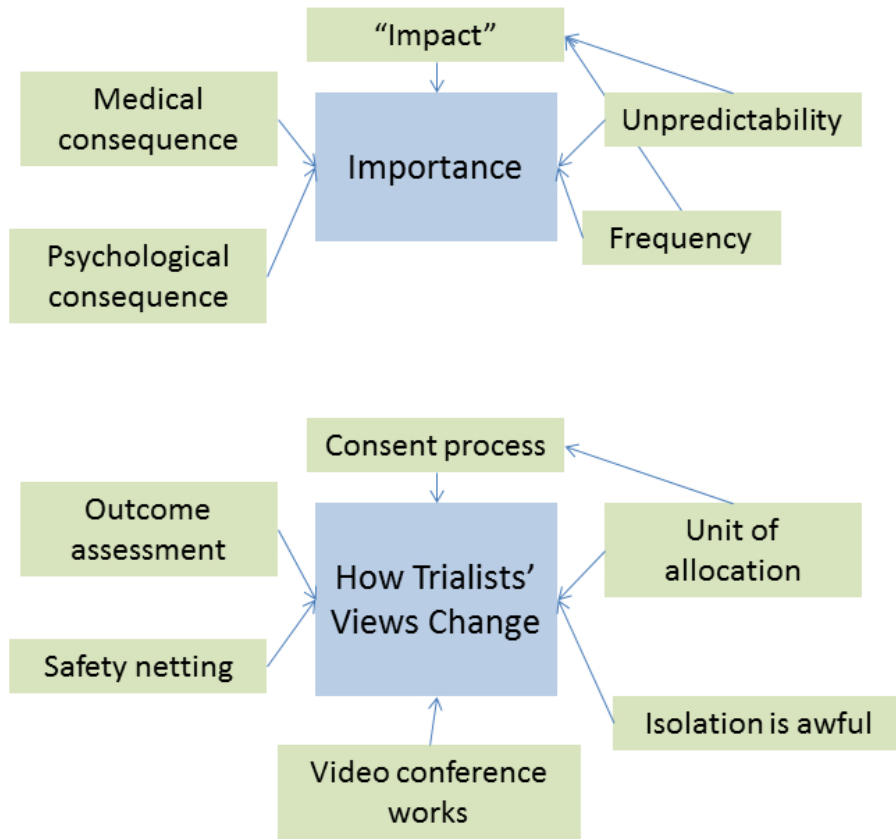 “Impact”
Medical
consequence
Importance
Unpredictability
Psychological
consequence
Frequency
Consent process
Outcome
assessment
How Trialists’
Views Change
Unit of
allocation
Safety netting
Isolation is awful
Video conference
works